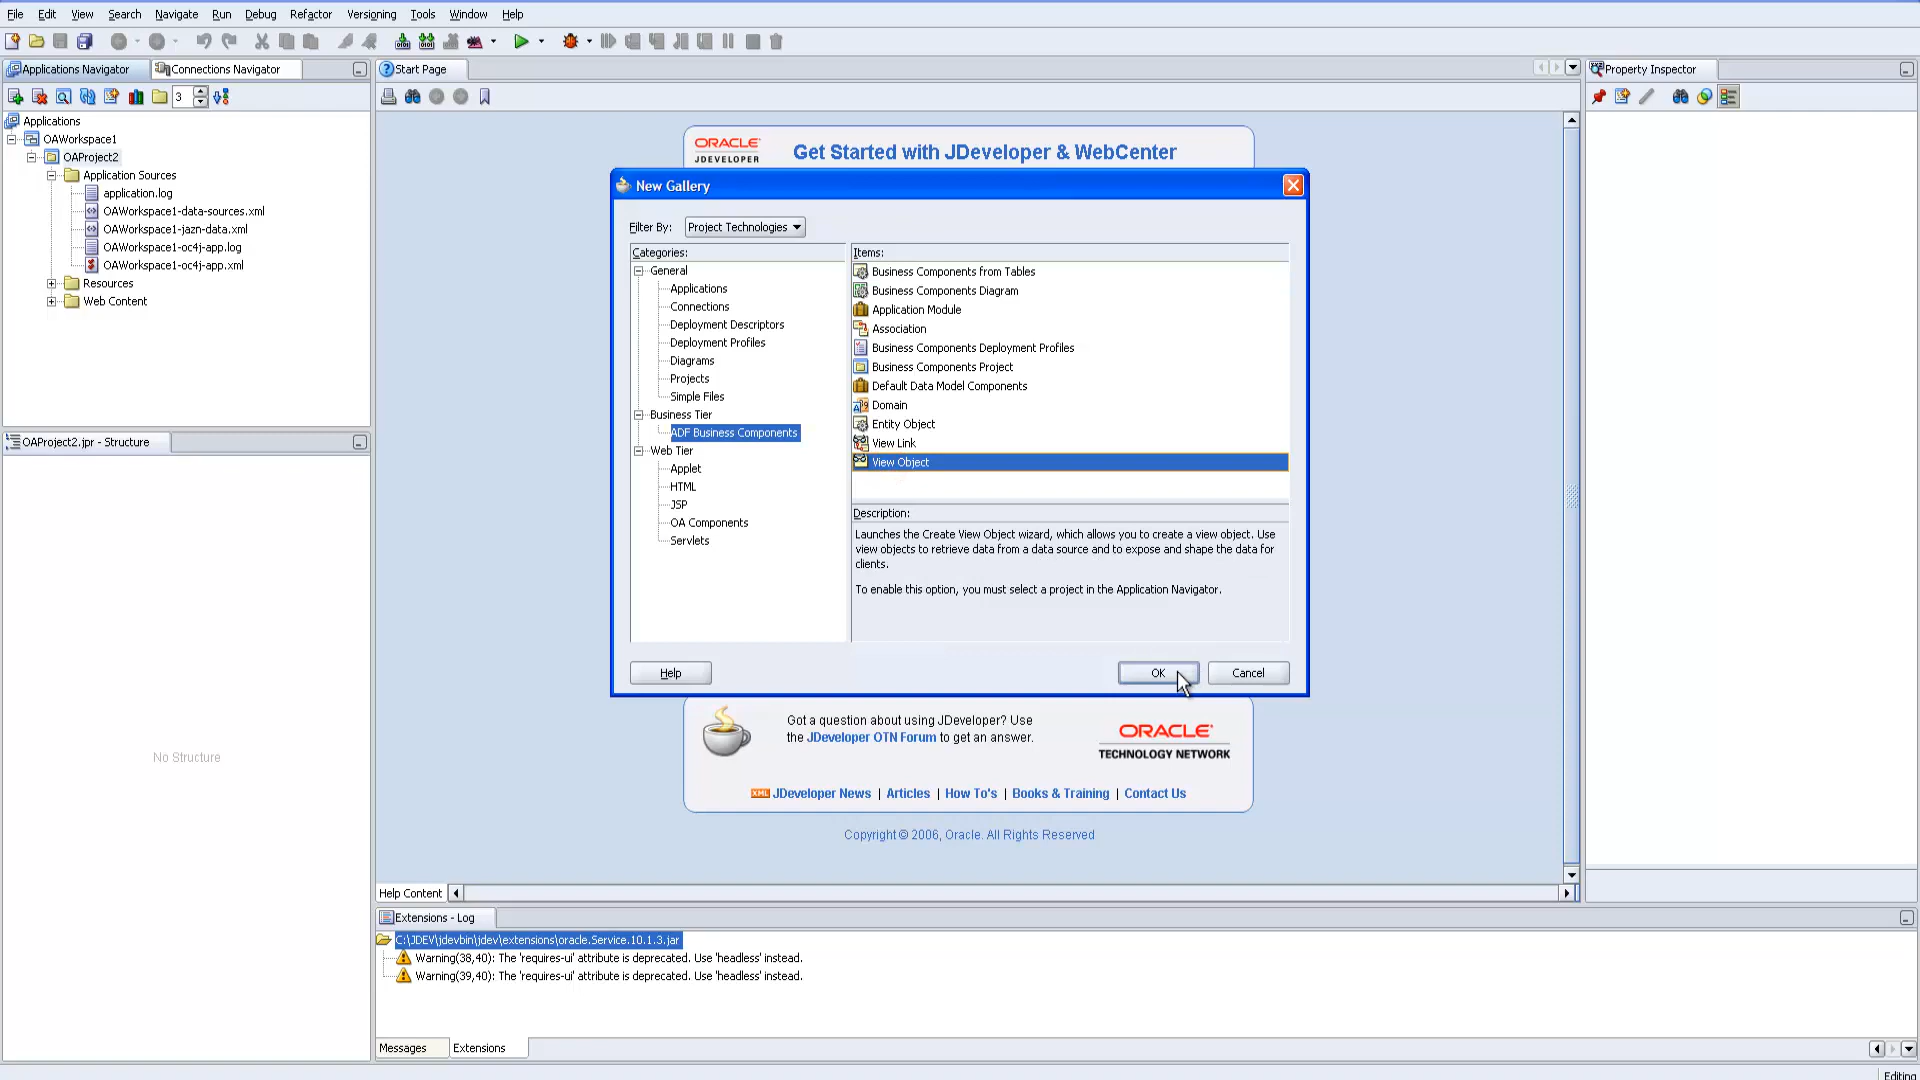 File Edit View Search Navigate Run Debug Refactor Versioning Tools Window Help
3
Applications Navigator
Connections Navigator
Applications
OAWorkspace1
OAProject2
Application Sources
application.log
OAWorkspace1-data-sources.xml
OAWorkspace1-jazn-data.xml
OAWorkspace1-oc4j-app.log
OAWorkspace1-oc4j-app.xml
Resources
Web Content
OAProject2.jpr - Structure
No Structure
Start Page
ORACLE
JDEVELOPER
Get Started with JDeveloper & WebCenter
New Gallery
Filter By: Project Technologies
Categories:
General
Applications
Connections
Deployment Descriptors
Deployment Profiles
Diagrams
Projects
Simple Files
Business Tier
ADF Business Components
Web Tier
Applet
HTML
JSP
OA Components
Servlets
Items:
Business Components from Tables
Business Components Diagram
Application Module
Association
Business Components Deployment Profiles
Business Components Project
Default Data Model Components
Domain
Entity Object
View Link
View Object
Description:
Launches the Create View Object wizard, which allows you to create a view object. Use
view objects to retrieve data from a data source and to expose and shape the data for
clients.
To enable this option, you must select a project in the Application Navigator.
Help
OK
Cancel
Got a question about using JDeveloper? Use
the JDeveloper OTN Forum to get an answer.
ORACLE
TECHNOLOGY NETWORK
XML JDeveloper News | Articles | How To's | Books & Training | Contact Us
Copyright © 2006, Oracle. All Rights Reserved
Help Content
Extensions - Log
C:\JDEV\jdevbin\jdev\extensions\oracle.Service.10.1.3.jar
Warning(38,40): The 'requires-ui' attribute is deprecated. Use 'headless' instead.
Warning(39,40): The 'requires-ui' attribute is deprecated. Use 'headless' instead.
Messages
Extensions
Property Inspector
Editing